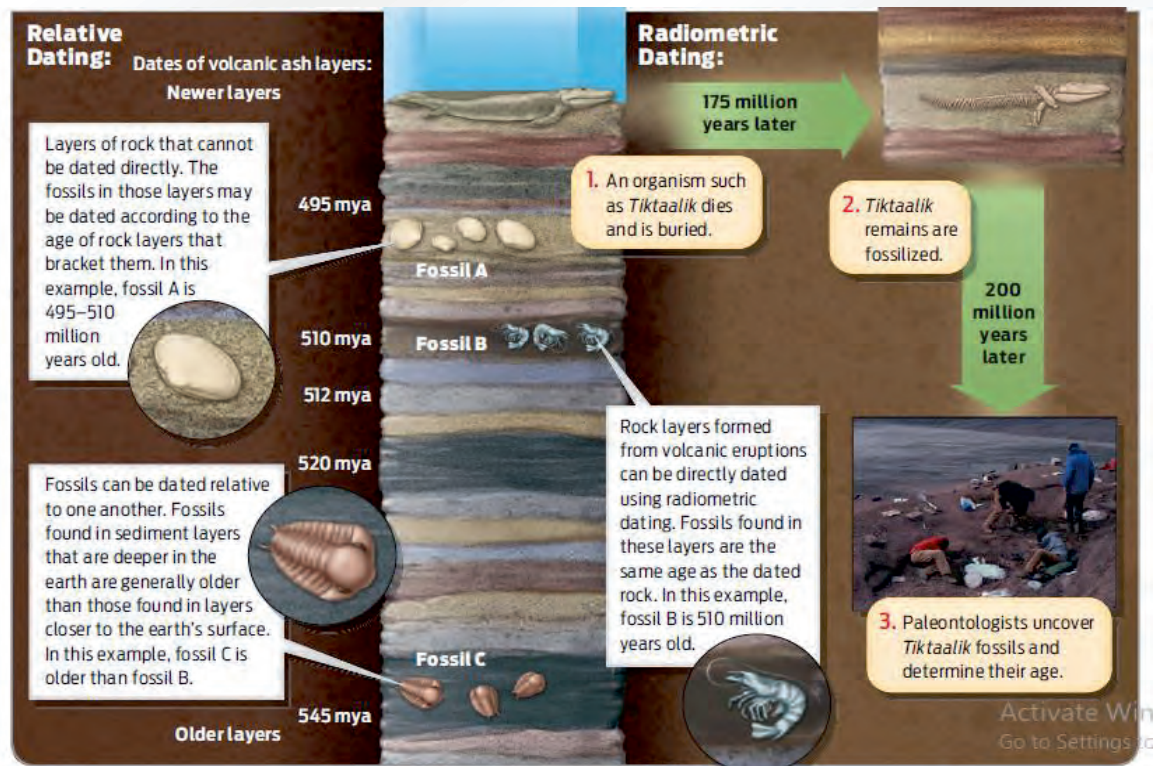 Relative
Dating:
Dates of volcanic ash layers:
Newer layers
Layers of rock that cannot
be dated directly. The
fossils in those layers may
be dated according to the
age of rock layers that
bracket them. In this
example, fossil A is
495–510
million
years old.
495 mya
Fossil A
510 mya
Fossil B
512 mya
520 mya
Fossils can be dated relative
to one another. Fossils
found in sediment layers
that are deeper in the
earth are generally older
than those found in layers
closer to the earth's surface.
In this example, fossil C is
older than fossil B.
Fossil C
545 mya
Older layers
Radiometric
Dating:
175 million
years later
1. An organism such
as Tiktaalik dies
and is buried.
2. Tiktaalik
remains are
fossilized.
200
million
years
later
Rock layers formed
from volcanic eruptions
can be directly dated
using radiometric
dating. Fossils found in
these layers are the
same age as the dated
rock. In this example,
fossil B is 510 million
years old.
3. Paleontologists uncover
Tiktaalik fossils and
determine their age.
Activate Win
Go to Settings to